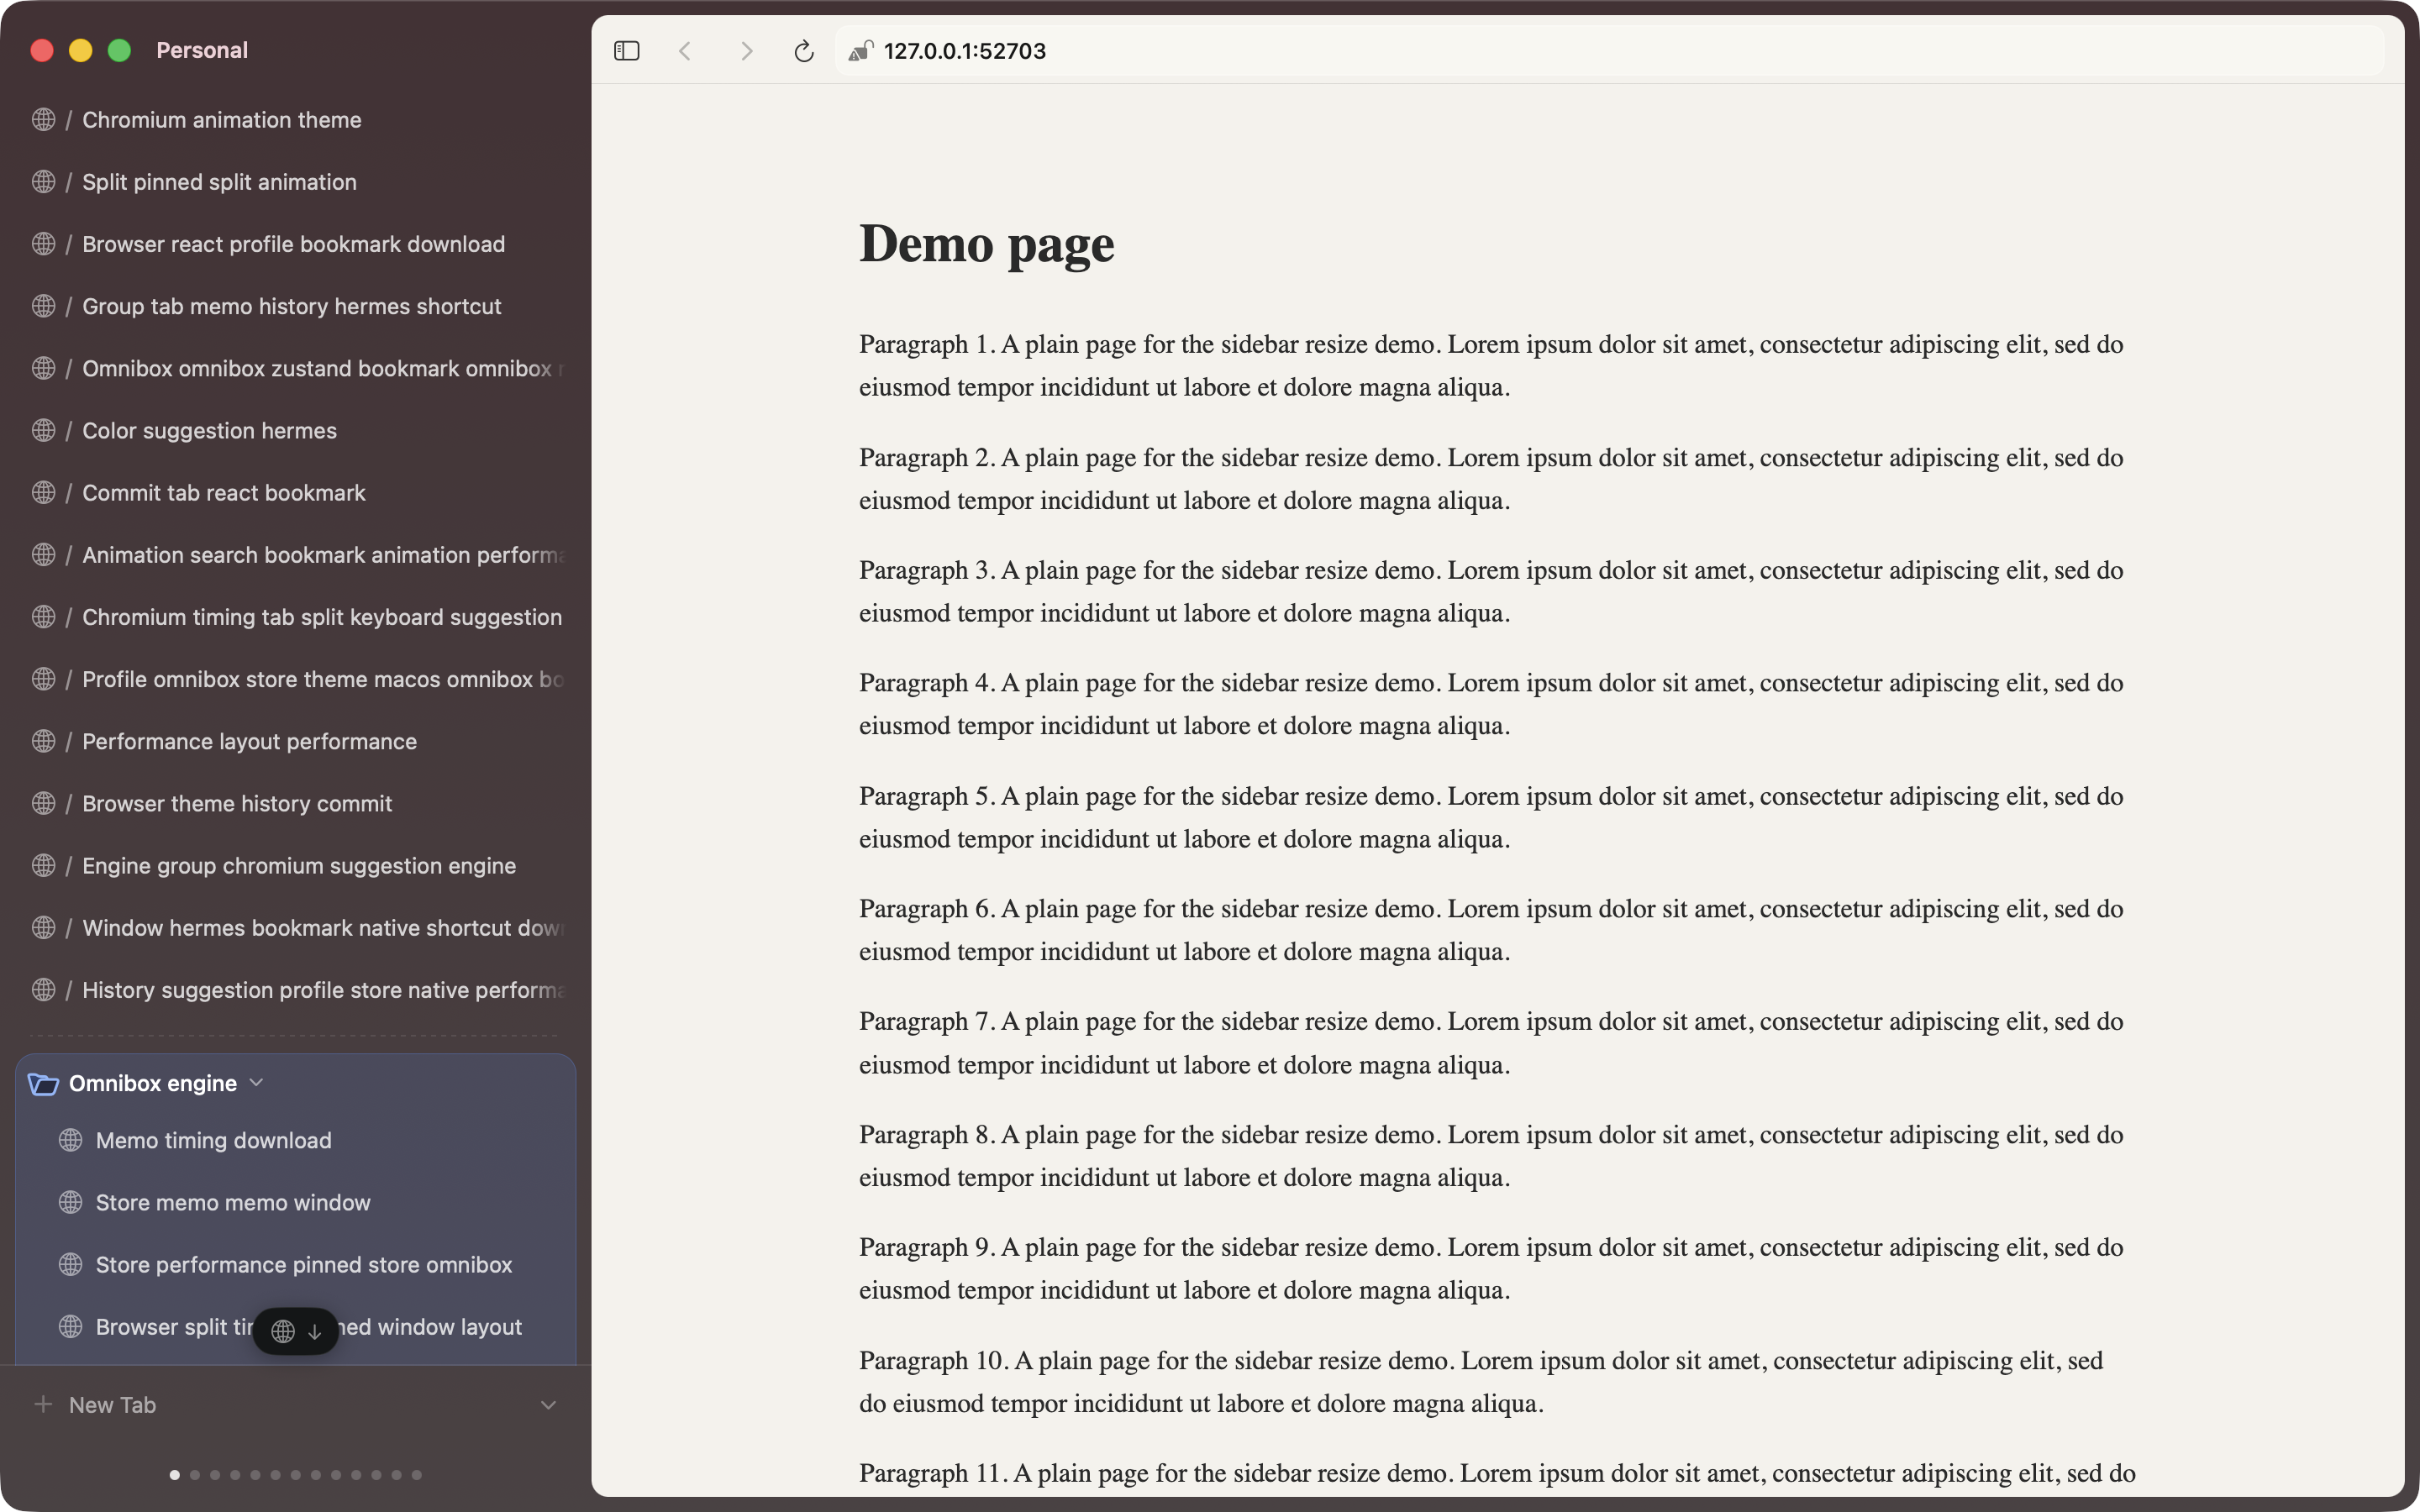 Personal
127.0.0.1:52703
/ Chromium animation theme
/ Split pinned split animation
/ Browser react profile bookmark download
/ Group tab memo history hermes shortcut
/ Omnibox omnibox zustand bookmark omnibox
/ Color suggestion hermes
/ Commit tab react bookmark
/ Animation search bookmark animation
/ Chromium timing tab split keyboard suggestion
/ Profile omnibox store theme macos omnibox
/ Performance layout performance
/ Browser theme history commit
/ Engine group chromium suggestion engine
/ Window hermes bookmark native shortcut
/ History suggestion profile store native
Omnibox engine
Memo timing download
Store memo memo window
Store performance pinned store omnibox
Browser split window layout
New Tab
Demo page
Paragraph 1. A plain page for the sidebar resize demo. Lorem ipsum dolor sit amet, consectetur adipiscing elit, sed do
eiusmod tempor incididunt ut labore et dolore magna aliqua.
Paragraph 2. A plain page for the sidebar resize demo. Lorem ipsum dolor sit amet, consectetur adipiscing elit, sed do
eiusmod tempor incididunt ut labore et dolore magna aliqua.
Paragraph 3. A plain page for the sidebar resize demo. Lorem ipsum dolor sit amet, consectetur adipiscing elit, sed do
eiusmod tempor incididunt ut labore et dolore magna aliqua.
Paragraph 4. A plain page for the sidebar resize demo. Lorem ipsum dolor sit amet, consectetur adipiscing elit, sed do
eiusmod tempor incididunt ut labore et dolore magna aliqua.
Paragraph 5. A plain page for the sidebar resize demo. Lorem ipsum dolor sit amet, consectetur adipiscing elit, sed do
eiusmod tempor incididunt ut labore et dolore magna aliqua.
Paragraph 6. A plain page for the sidebar resize demo. Lorem ipsum dolor sit amet, consectetur adipiscing elit, sed do
eiusmod tempor incididunt ut labore et dolore magna aliqua.
Paragraph 7. A plain page for the sidebar resize demo. Lorem ipsum dolor sit amet, consectetur adipiscing elit, sed do
eiusmod tempor incididunt ut labore et dolore magna aliqua.
Paragraph 8. A plain page for the sidebar resize demo. Lorem ipsum dolor sit amet, consectetur adipiscing elit, sed do
eiusmod tempor incididunt ut labore et dolore magna aliqua.
Paragraph 9. A plain page for the sidebar resize demo. Lorem ipsum dolor sit amet, consectetur adipiscing elit, sed do
eiusmod tempor incididunt ut labore et dolore magna aliqua.
Paragraph 10. A plain page for the sidebar resize demo. Lorem ipsum dolor sit amet, consectetur adipiscing elit, sed
do eiusmod tempor incididunt ut labore et dolore magna aliqua.
Paragraph 11. A plain page for the sidebar resize demo. Lorem ipsum dolor sit amet, consectetur adipiscing elit, sed do